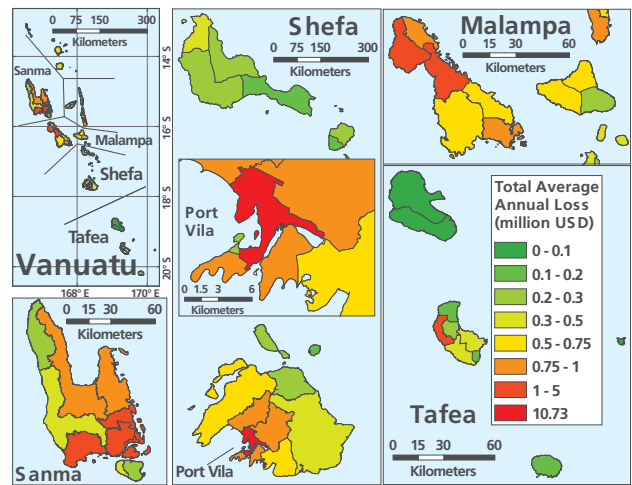 0 75 150 300
Kilometers
Sanma
Malampa
Shefa
Tafea
Vanuatu
14°S
16°S
18°S
20°S
168°E
170°E
Shefa
0 75 150 300
Kilometers
Malampa
0 15 30 60
Kilometers
Port
Vila
0 1.5 3 6
Kilometers
Total Average
Annual Loss
(million USD)
0 - 0.1
0.1 - 0.2
0.2 - 0.3
0.3 - 0.5
0.5 - 0.75
0.75 - 1
1 - 5
10.73
Tafea
0 15 30 60
Kilometers
0 15 30 60
Kilometers
Sanma
Port Vila